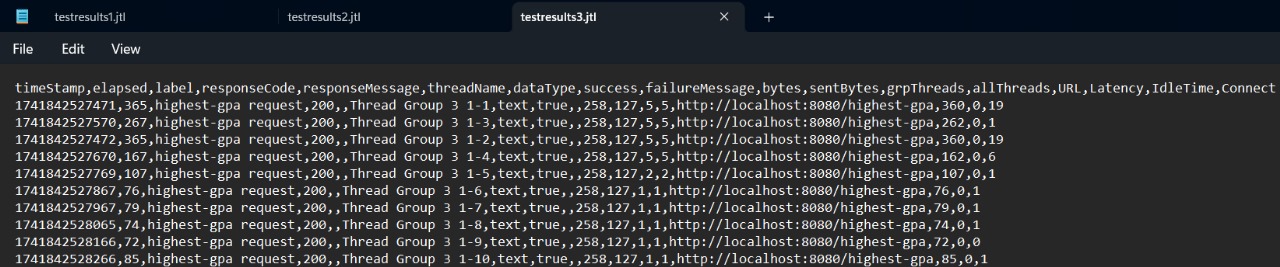 testresults1.jtl testresults2.jtl testresults3.jtl
File Edit View
timeStamp,elapsed,label,responseCode,responseMessage,threadName,dataType,success,failureMessage,bytes,sentBytes,grpThreads,allThreads,URL,Latency,IdleTime,Connect
1741842527471,365,highest-gpa request,200,,Thread Group 3 1-1,text,true,,258,127,5,5,http://localhost:8080/highest-gpa,360,0,19
1741842527570,267,highest-gpa request,200,,Thread Group 3 1-3,text,true,,258,127,5,5,http://localhost:8080/highest-gpa,262,0,1
1741842527472,365,highest-gpa request,200,,Thread Group 3 1-2,text,true,,258,127,5,5,http://localhost:8080/highest-gpa,360,0,19
1741842527670,167,highest-gpa request,200,,Thread Group 3 1-4,text,true,,258,127,5,5,http://localhost:8080/highest-gpa,162,0,6
1741842527769,107,highest-gpa request,200,,Thread Group 3 1-5,text,true,,258,127,2,2,http://localhost:8080/highest-gpa,107,0,1
1741842527867,76,highest-gpa request,200,,Thread Group 3 1-6,text,true,,258,127,1,1,http://localhost:8080/highest-gpa,76,0,1
1741842527967,79,highest-gpa request,200,,Thread Group 3 1-7,text,true,,258,127,1,1,http://localhost:8080/highest-gpa,79,0,1
1741842528065,74,highest-gpa request,200,,Thread Group 3 1-8,text,true,,258,127,1,1,http://localhost:8080/highest-gpa,74,0,1
1741842528166,72,highest-gpa request,200,,Thread Group 3 1-9,text,true,,258,127,1,1,http://localhost:8080/highest-gpa,72,0,0
1741842528266,85,highest-gpa request,200,,Thread Group 3 1-10,text,true,,258,127,1,1,http://localhost:8080/highest-gpa,85,0,1